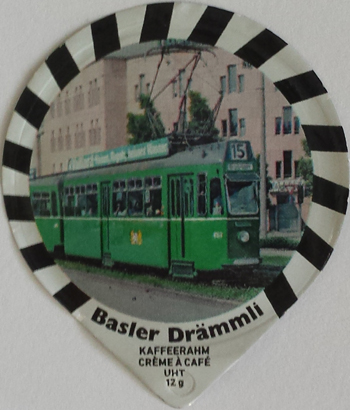 15
Basler Drämmli
KAFFEERAHM
CRÈME À CAFÉ
UHT
12 g